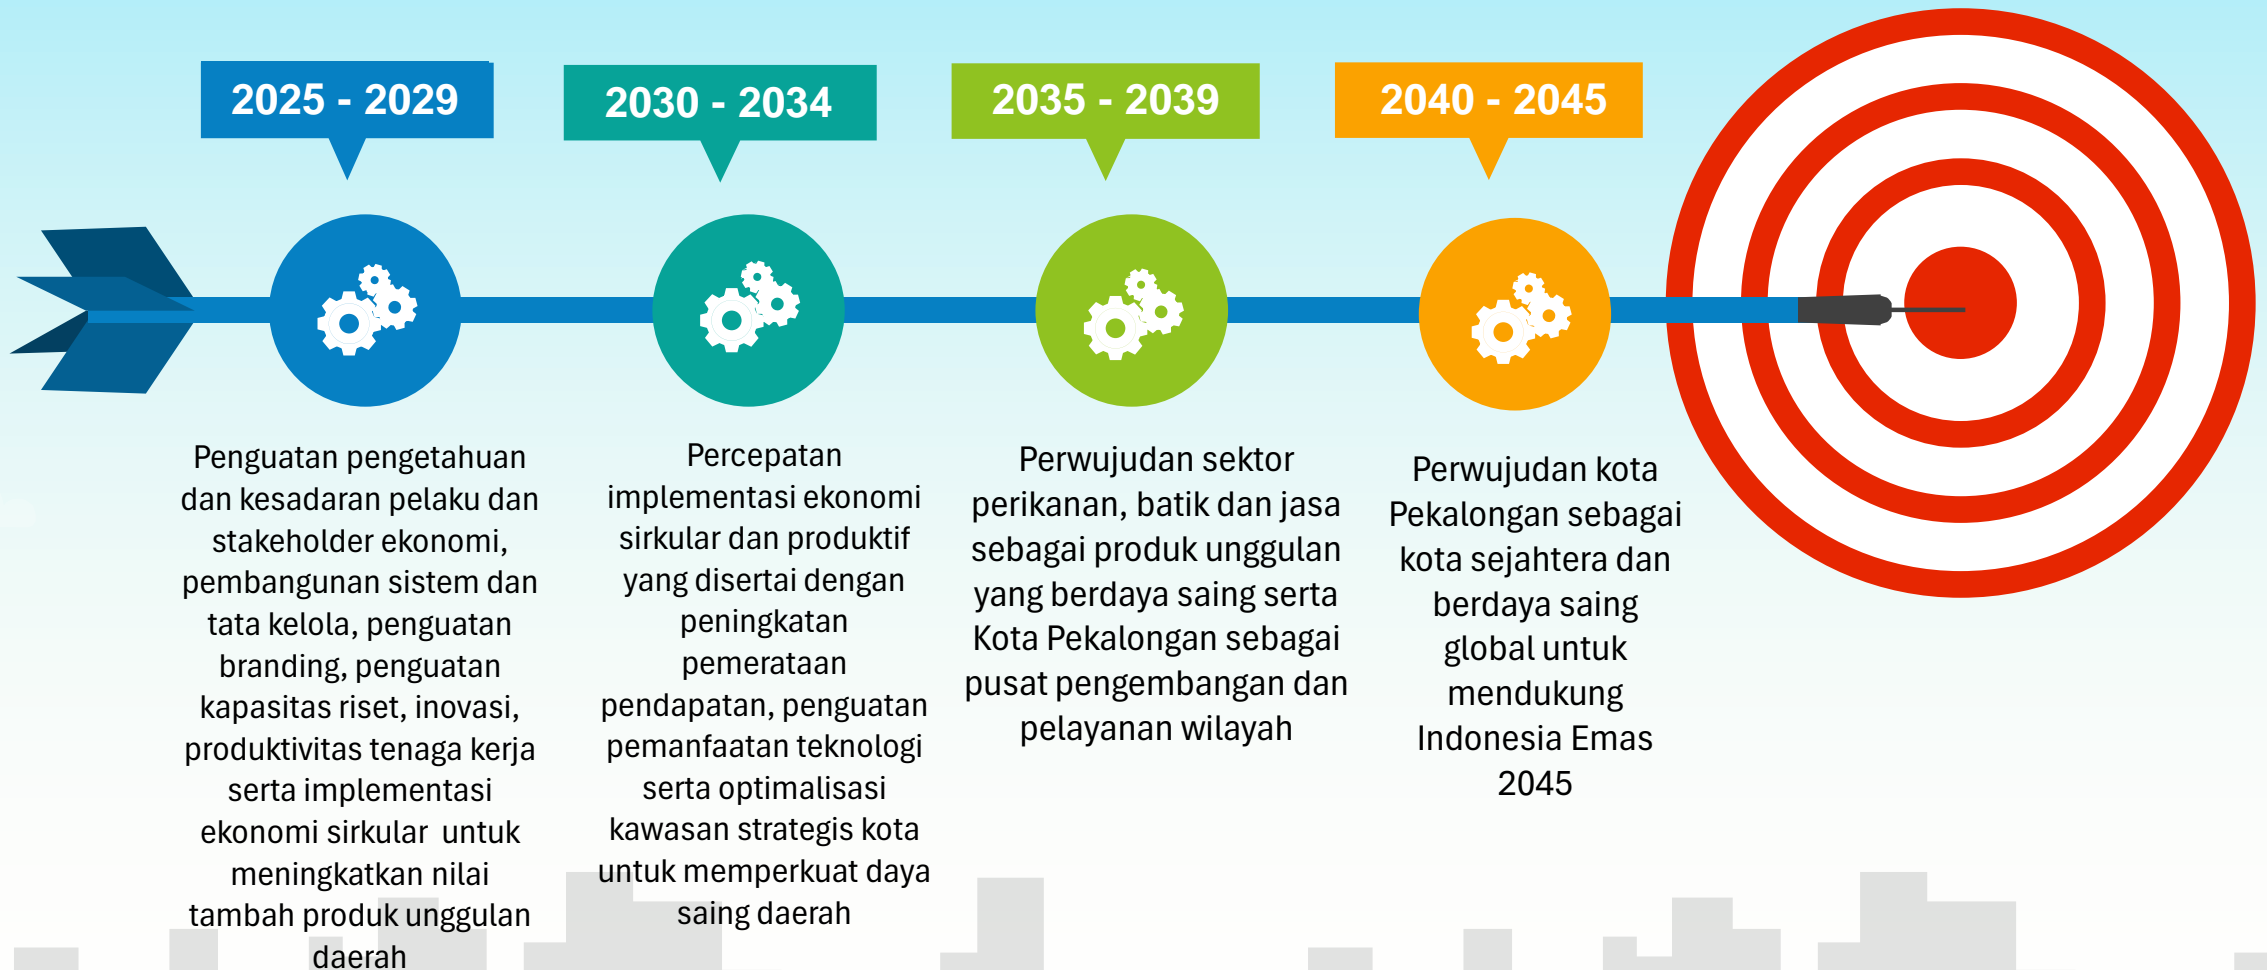 2025 - 2029
Penguatan pengetahuan
dan kesadaran pelaku dan
stakeholder ekonomi,
pembangunan sistem dan
tata kelola, penguatan
branding, penguatan
kapasitas riset, inovasi,
produktivitas tenaga kerja
serta implementasi
ekonomi sirkular  untuk
meningkatkan nilai
tambah produk unggulan
daerah
2030 - 2034
Percepatan
implementasi ekonomi
sirkular dan produktif
yang disertai dengan
peningkatan
pemerataan
pendapatan, penguatan
pemanfaatan teknologi
serta optimalisasi
kawasan strategis kota
untuk memperkuat daya
saing daerah
2035 - 2039
Perwujudan sektor
perikanan, batik dan jasa
sebagai produk unggulan
yang berdaya saing serta
Kota Pekalongan sebagai
pusat pengembangan dan
pelayanan wilayah
2040 - 2045
Perwujudan kota
Pekalongan sebagai
kota sejahtera dan
berdaya saing
global untuk
mendukung
Indonesia Emas
2045